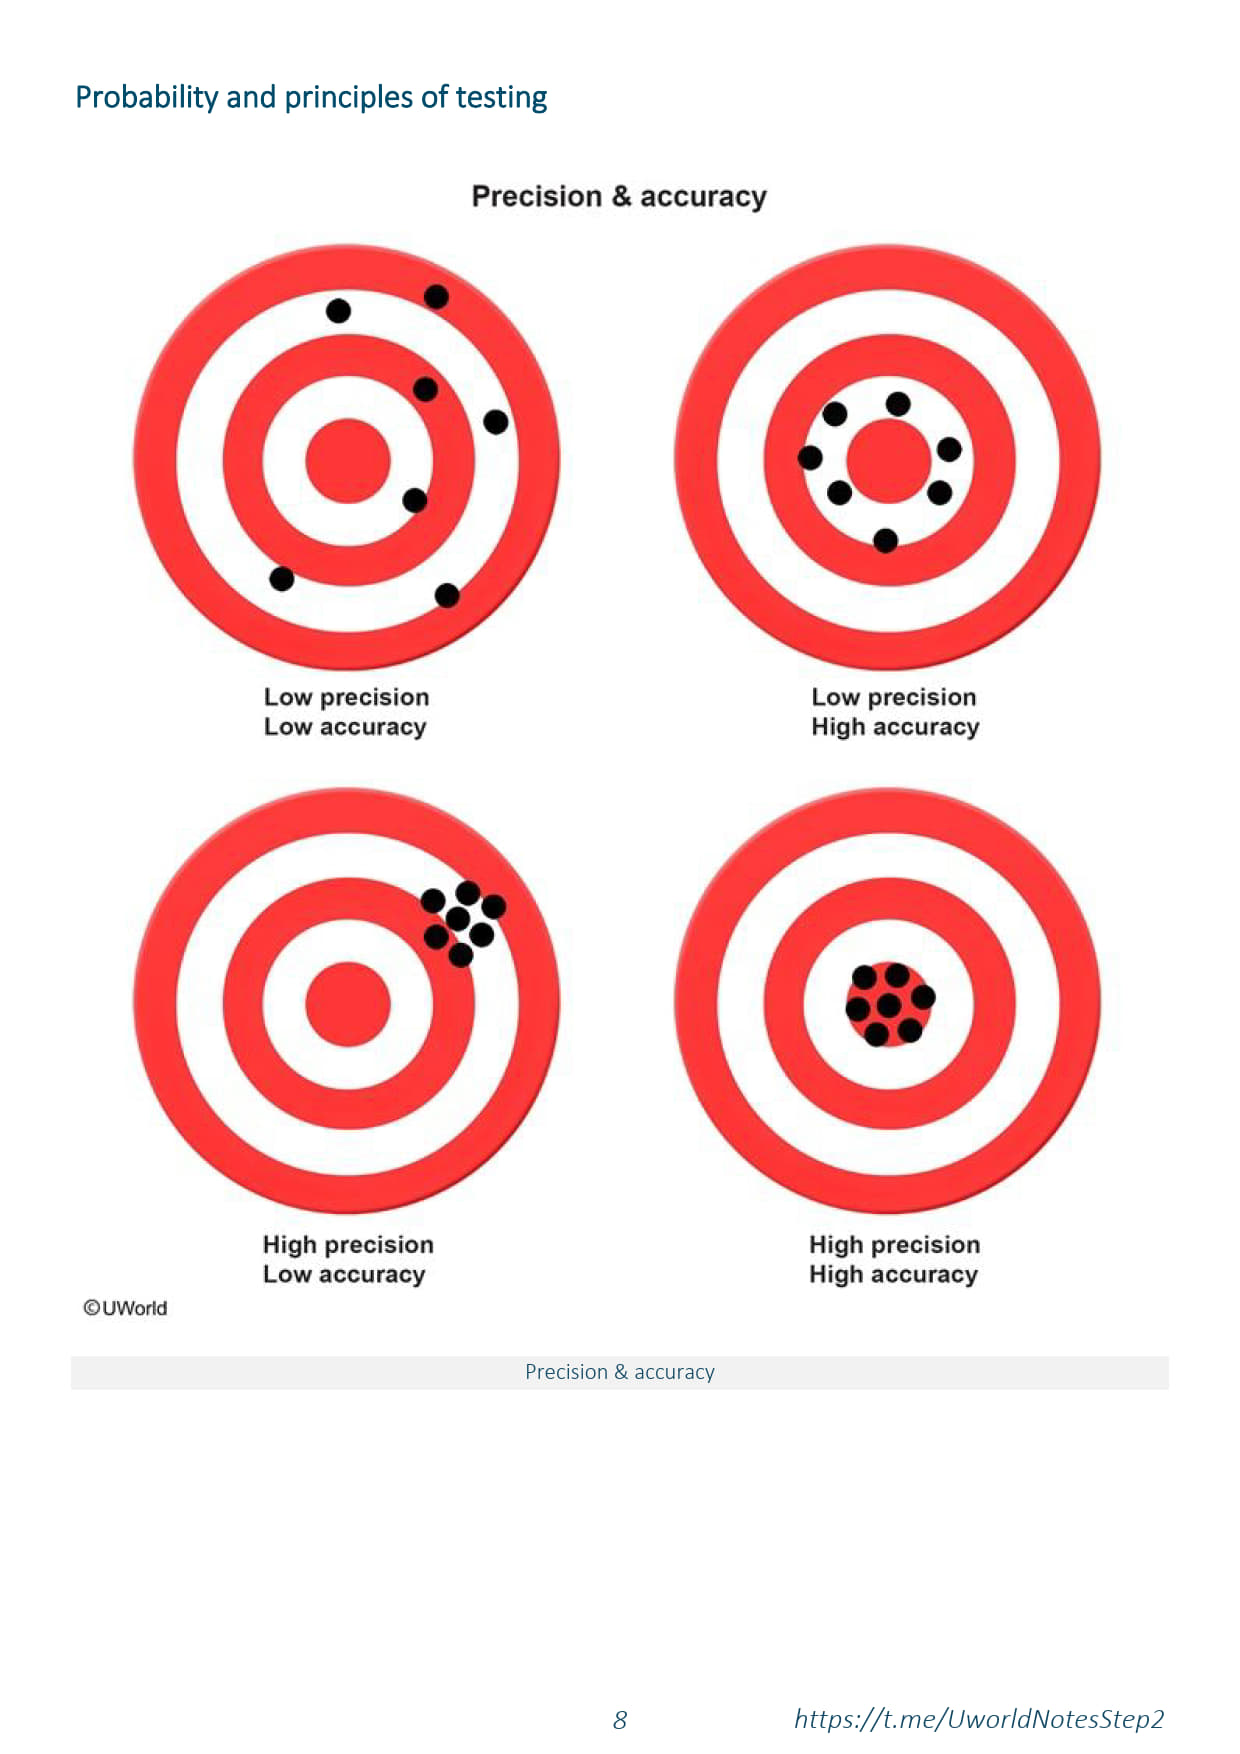 Probability and principles of testing
Precision & accuracy
Low precision
Low accuracy
Low precision
High accuracy
High precision
Low accuracy
High precision
High accuracy
©UWorld
Precision & accuracy
8
https://t.me/UworldNotesStep2